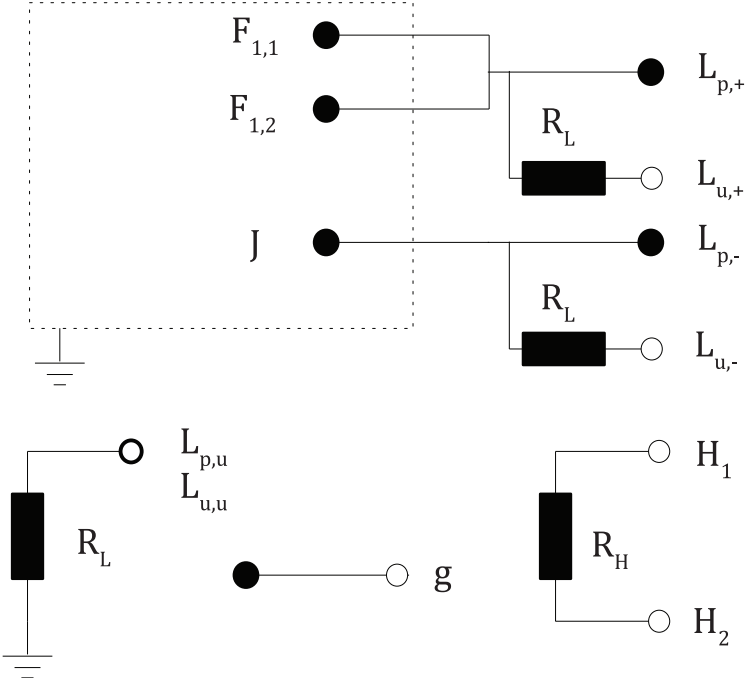 F1,1
Lp,+
F1,2
RL
Lu,+
J
Lp,-
RL
Lu,-
Lp,u
Lu,u
H1
RL
RH
g
H2